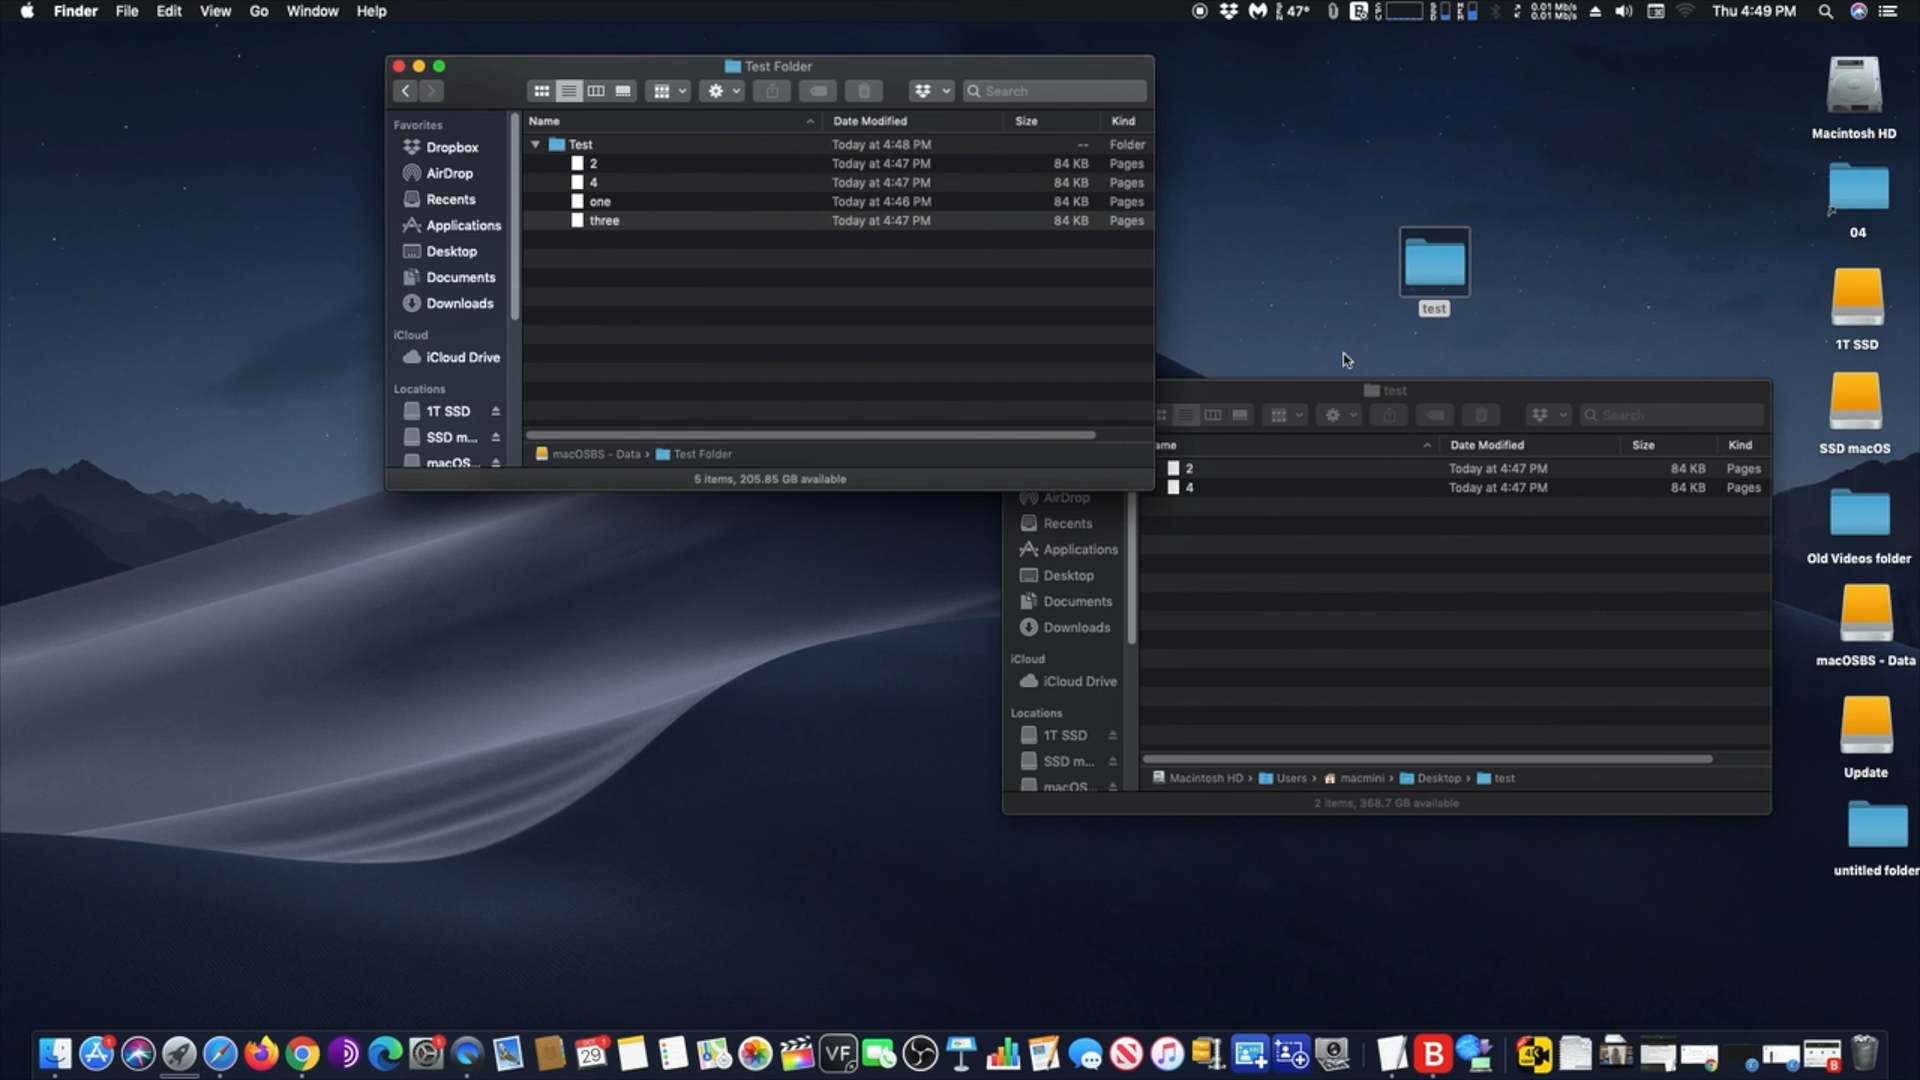 Finder File Edit View Go Window Help
47° 0.01 Mb/s 0.01 Mb/s Thu 4:49 PM
Test Folder
Search
Favorites
Dropbox
AirDrop
Recents
Applications
Desktop
Documents
Downloads
iCloud
iCloud Drive
Locations
1T SSD
SSD m...
macOS...
Name Date Modified Size Kind
Test Today at 4:48 PM -- Folder
2 Today at 4:47 PM 84 KB Pages
4 Today at 4:47 PM 84 KB Pages
one Today at 4:46 PM 84 KB Pages
three Today at 4:47 PM 84 KB Pages
macOSBS - Data › Test Folder
5 items, 205.85 GB available
test
test
Search
ame Date Modified Size Kind
2 Today at 4:47 PM 84 KB Pages
4 Today at 4:47 PM 84 KB Pages
AirDrop
Recents
Applications
Desktop
Documents
Downloads
iCloud
iCloud Drive
Locations
1T SSD
SSD m...
macOS...
Macintosh HD › Users › macmini › Desktop › test
2 items, 368.7 GB available
Macintosh HD
04
1T SSD
SSD macOS
Old Videos folder
macOSBS - Data
Update
untitled folder
OCT
29
VF
B